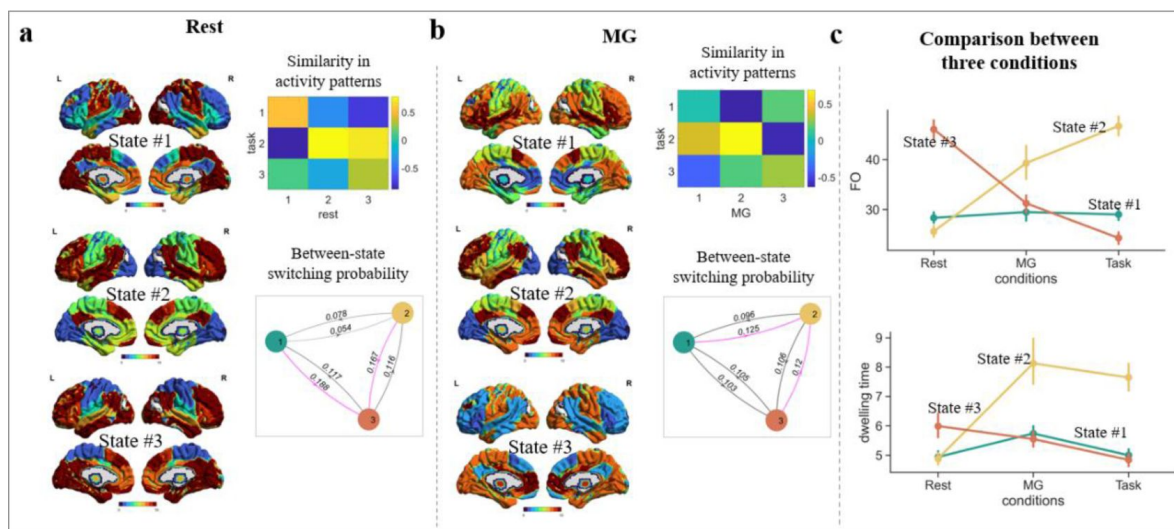 a
Rest
L
R
State #1
State #2
L
R
State #3
L
R
Similarity in
activity patterns
task
1
2
3
1 2 3
rest
0.5
0
-0.5
Between-state
switching probability
0.078
0.054
0.117
0.188
0.167
0.116
1
2
3
b
MG
L
R
State #1
L
R
State #2
L
R
State #3
Similarity in
activity patterns
task
1
2
3
1 2 3
MG
0.5
0
-0.5
Between-state
switching probability
0.096
0.125
0.105
0.103
0.106
0.12
1
2
3
c
Comparison between
three conditions
State #3
State #2
State #1
FO
40
30
Rest MG Task
conditions
State #2
State #3
State #1
dwelling time
9
8
7
6
5
Rest MG Task
conditions